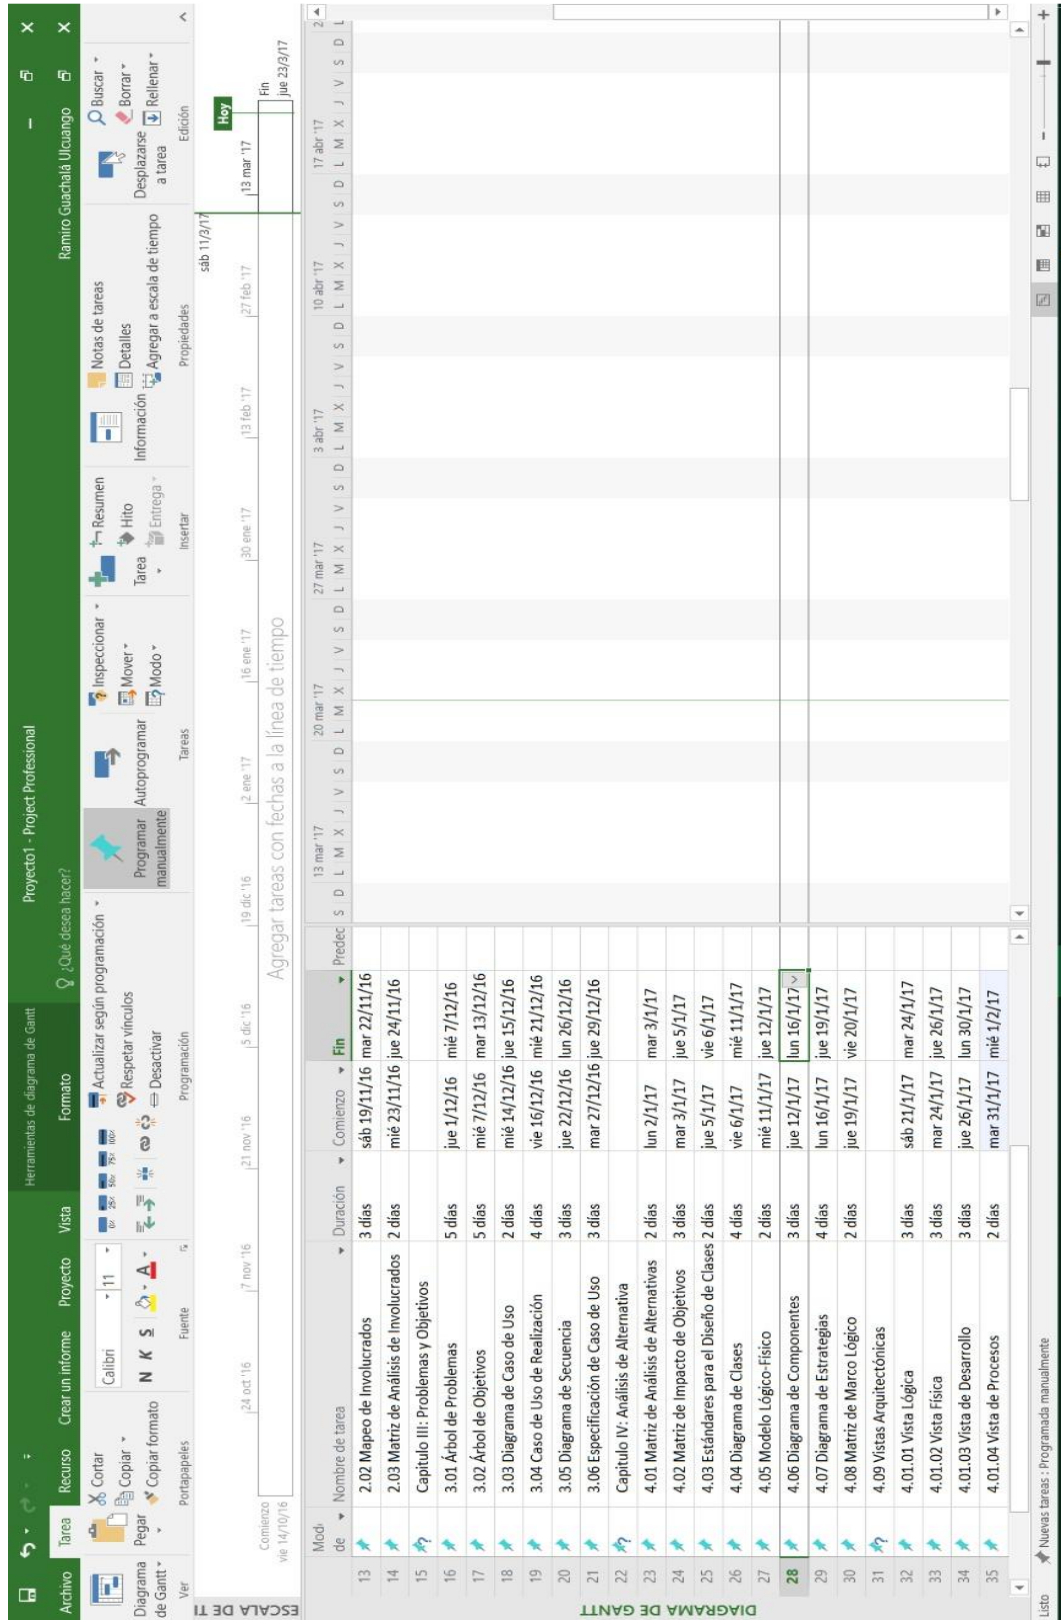 Proyecto1 - Project Professional
Herramientas de diagrama de Gantt
Archivo Tarea Recurso Crear un informe Proyecto Vista Formato ¿Qué desea hacer? Ramiro Guachalá Ulcuango
Diagrama de Gantt
Ver
Pegar
Cortar
Copiar
Copiar formato
Portapapeles
Calibri 11
N K S A
Fuente
0% 25% 50% 75% 100%
Actualizar según programación
Respetar vínculos
Desactivar
Programación
Programar manualmente
Autoprogramar
Inspeccionar
Mover
Modo
Tareas
Tarea
Resumen
Hito
Entrega
Insertar
Información
Notas de tareas
Detalles
Agregar a escala de tiempo
Propiedades
Desplazarse a tarea
Buscar
Borrar
Rellenar
Edición
ESCALA DE TI
sáb 11/3/17
Hoy
24 oct '16 7 nov '16 21 nov '16 5 dic '16 19 dic '16 2 ene '17 16 ene '17 30 ene '17 13 feb '17 27 feb '17 13 mar '17
Comienzo
vie 14/10/16
Agregar tareas con fechas a la línea de tiempo
Fin
jue 23/3/17
Modo de Nombre de tarea Duración Comienzo Fin Predec
13 mar '17 20 mar '17 27 mar '17 3 abr '17 10 abr '17 17 abr '17 2
S D L M X J V S D L M X J V S D L M X J V S D L M X J V S D L M X J V S D L M X J V S D L
13 2.02 Mapeo de Involucrados 3 días sáb 19/11/16 mar 22/11/16
14 2.03 Matriz de Análisis de Involucrados 2 días mié 23/11/16 jue 24/11/16
15 Capitulo III: Problemas y Objetivos
16 3.01 Árbol de Problemas 5 días jue 1/12/16 mié 7/12/16
17 3.02 Árbol de Objetivos 5 días mié 7/12/16 mar 13/12/16
18 3.03 Diagrama de Caso de Uso 2 días mié 14/12/16 jue 15/12/16
19 3.04 Caso de Uso de Realización 4 días vie 16/12/16 mié 21/12/16
20 3.05 Diagrama de Secuencia 3 días jue 22/12/16 lun 26/12/16
21 3.06 Especificación de Caso de Uso 3 días mar 27/12/16 jue 29/12/16
22 Capitulo IV: Análisis de Alternativa
23 4.01 Matriz de Análisis de Alternativas 2 días lun 2/1/17 mar 3/1/17
24 4.02 Matriz de Impacto de Objetivos 3 días mar 3/1/17 jue 5/1/17
25 4.03 Estándares para el Diseño de Clases 2 días jue 5/1/17 vie 6/1/17
26 4.04 Diagrama de Clases 4 días vie 6/1/17 mié 11/1/17
27 4.05 Modelo Lógico-Físico 2 días mié 11/1/17 jue 12/1/17
28 4.06 Diagrama de Componentes 3 días jue 12/1/17 lun 16/1/17
29 4.07 Diagrama de Estrategias 4 días lun 16/1/17 jue 19/1/17
30 4.08 Matriz de Marco Lógico 2 días jue 19/1/17 vie 20/1/17
31 4.09 Vistas Arquitectónicas
32 4.01.01 Vista Lógica 3 días sáb 21/1/17 mar 24/1/17
33 4.01.02 Vista Física 3 días mar 24/1/17 jue 26/1/17
34 4.01.03 Vista de Desarrollo 3 días jue 26/1/17 lun 30/1/17
35 4.01.04 Vista de Procesos 2 días mar 31/1/17 mié 1/2/17
DIAGRAMA DE GANTT
Listo Nuevas tareas : Programada manualmente